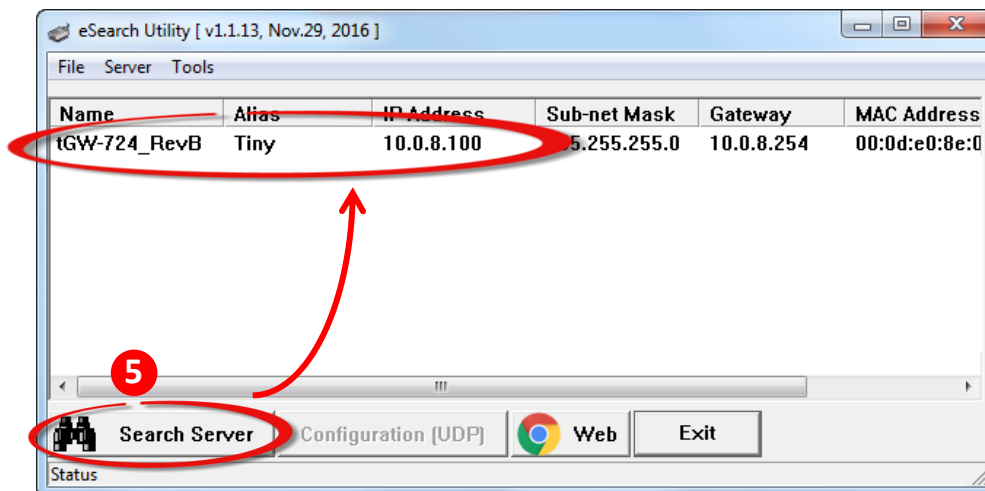 eSearch Utility [ v1.1.13, Nov.29, 2016 ]
File Server Tools
Name Alias IP Address Sub-net Mask Gateway MAC Address
tGW-724_RevB Tiny 10.0.8.100 5.255.255.0 10.0.8.254 00:0d:e0:8e:0
5
Search Server Configuration (UDP) Web Exit
Status